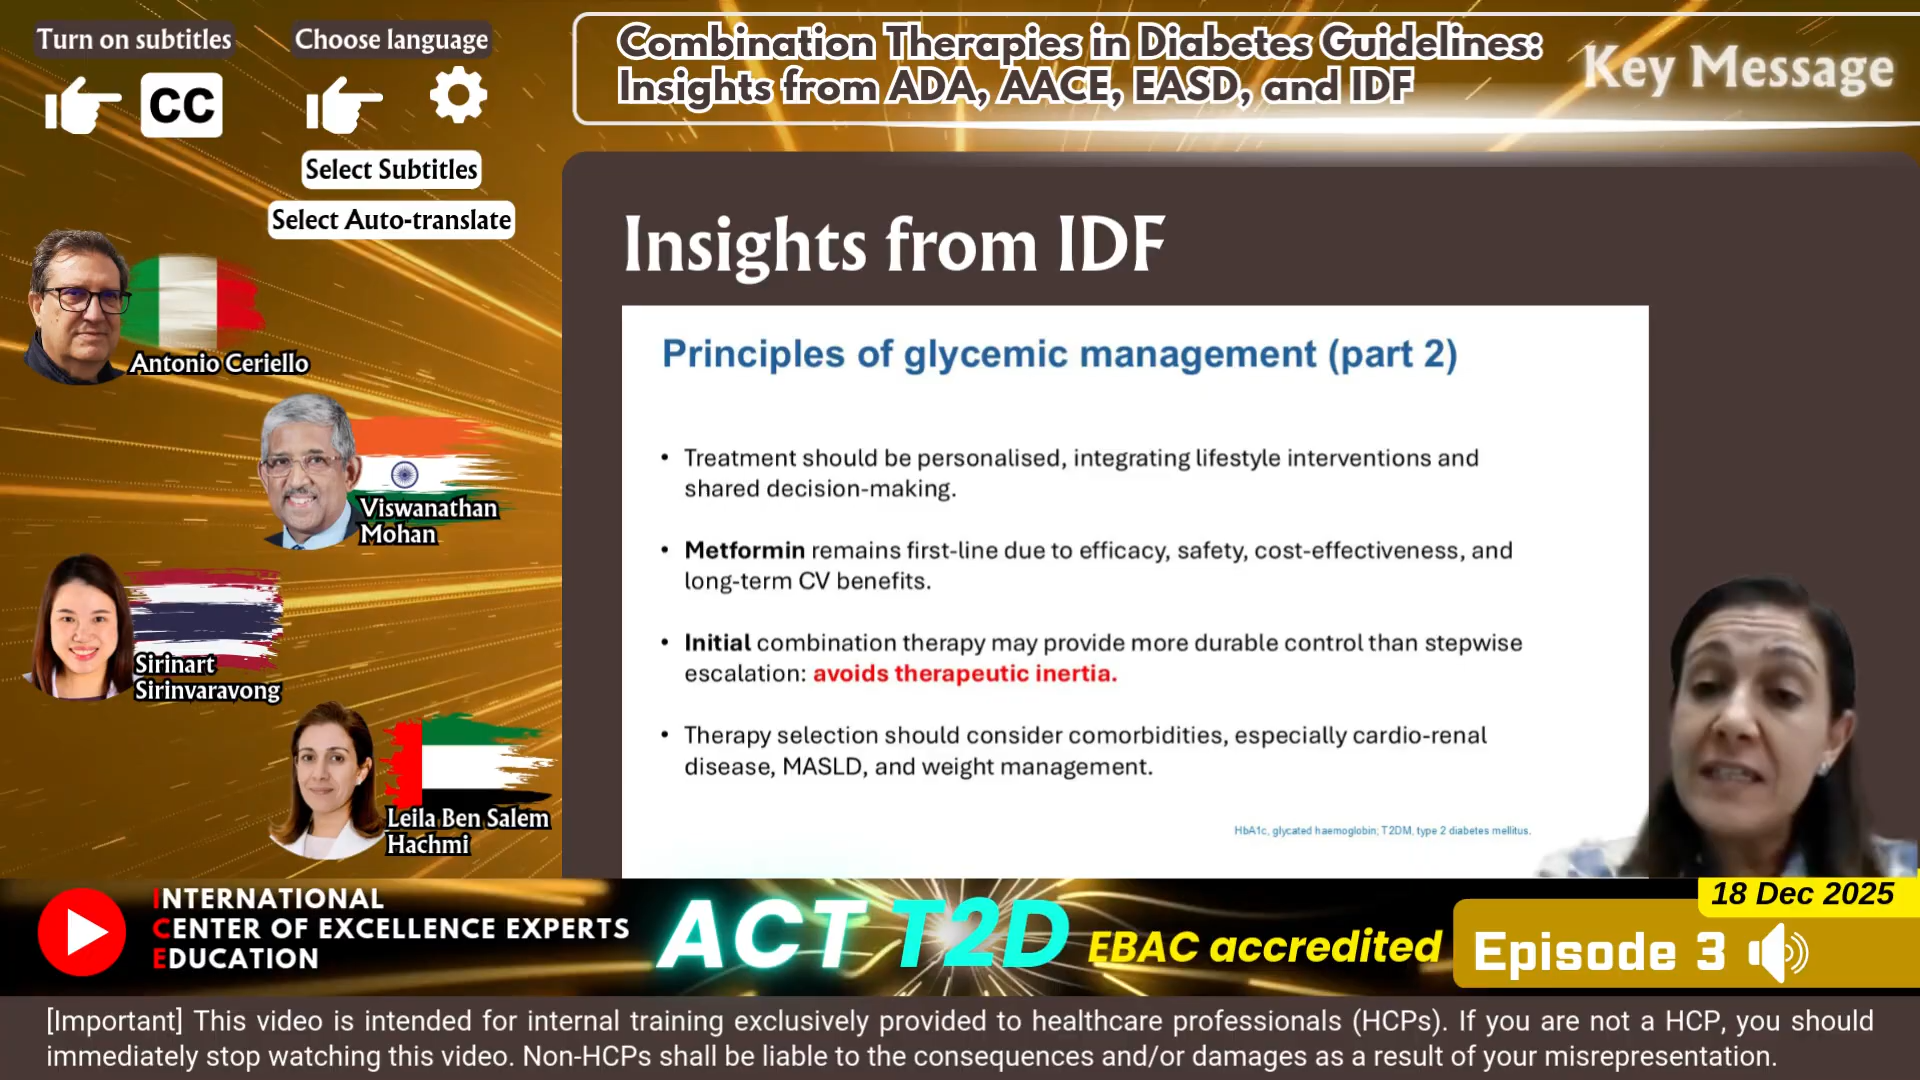 Turn on subtitles
Choose language
CC
Select Subtitles
Select Auto-translate
Combination Therapies in Diabetes Guidelines:
Insights from ADA, AACE, EASD, and IDF
Key Message
Antonio Ceriello
Viswanathan
Mohan
Sirinart
Sirinvaravong
Leila Ben Salem
Hachmi
Insights from IDF
Principles of glycemic management (part 2)
• Treatment should be personalised, integrating lifestyle interventions and
shared decision-making.
• Metformin remains first-line due to efficacy, safety, cost-effectiveness, and
long-term CV benefits.
• Initial combination therapy may provide more durable control than stepwise
escalation: avoids therapeutic inertia.
• Therapy selection should consider comorbidities, especially cardio-renal
disease, MASLD, and weight management.
HbA1c, glycated haemoglobin; T2DM, type 2 diabetes mellitus.
INTERNATIONAL
CENTER OF EXCELLENCE EXPERTS
EDUCATION
ACT T2D
EBAC accredited
18 Dec 2025
Episode 3
[Important] This video is intended for internal training exclusively provided to healthcare professionals (HCPs). If you are not a HCP, you should
immediately stop watching this video. Non-HCPs shall be liable to the consequences and/or damages as a result of your misrepresentation.